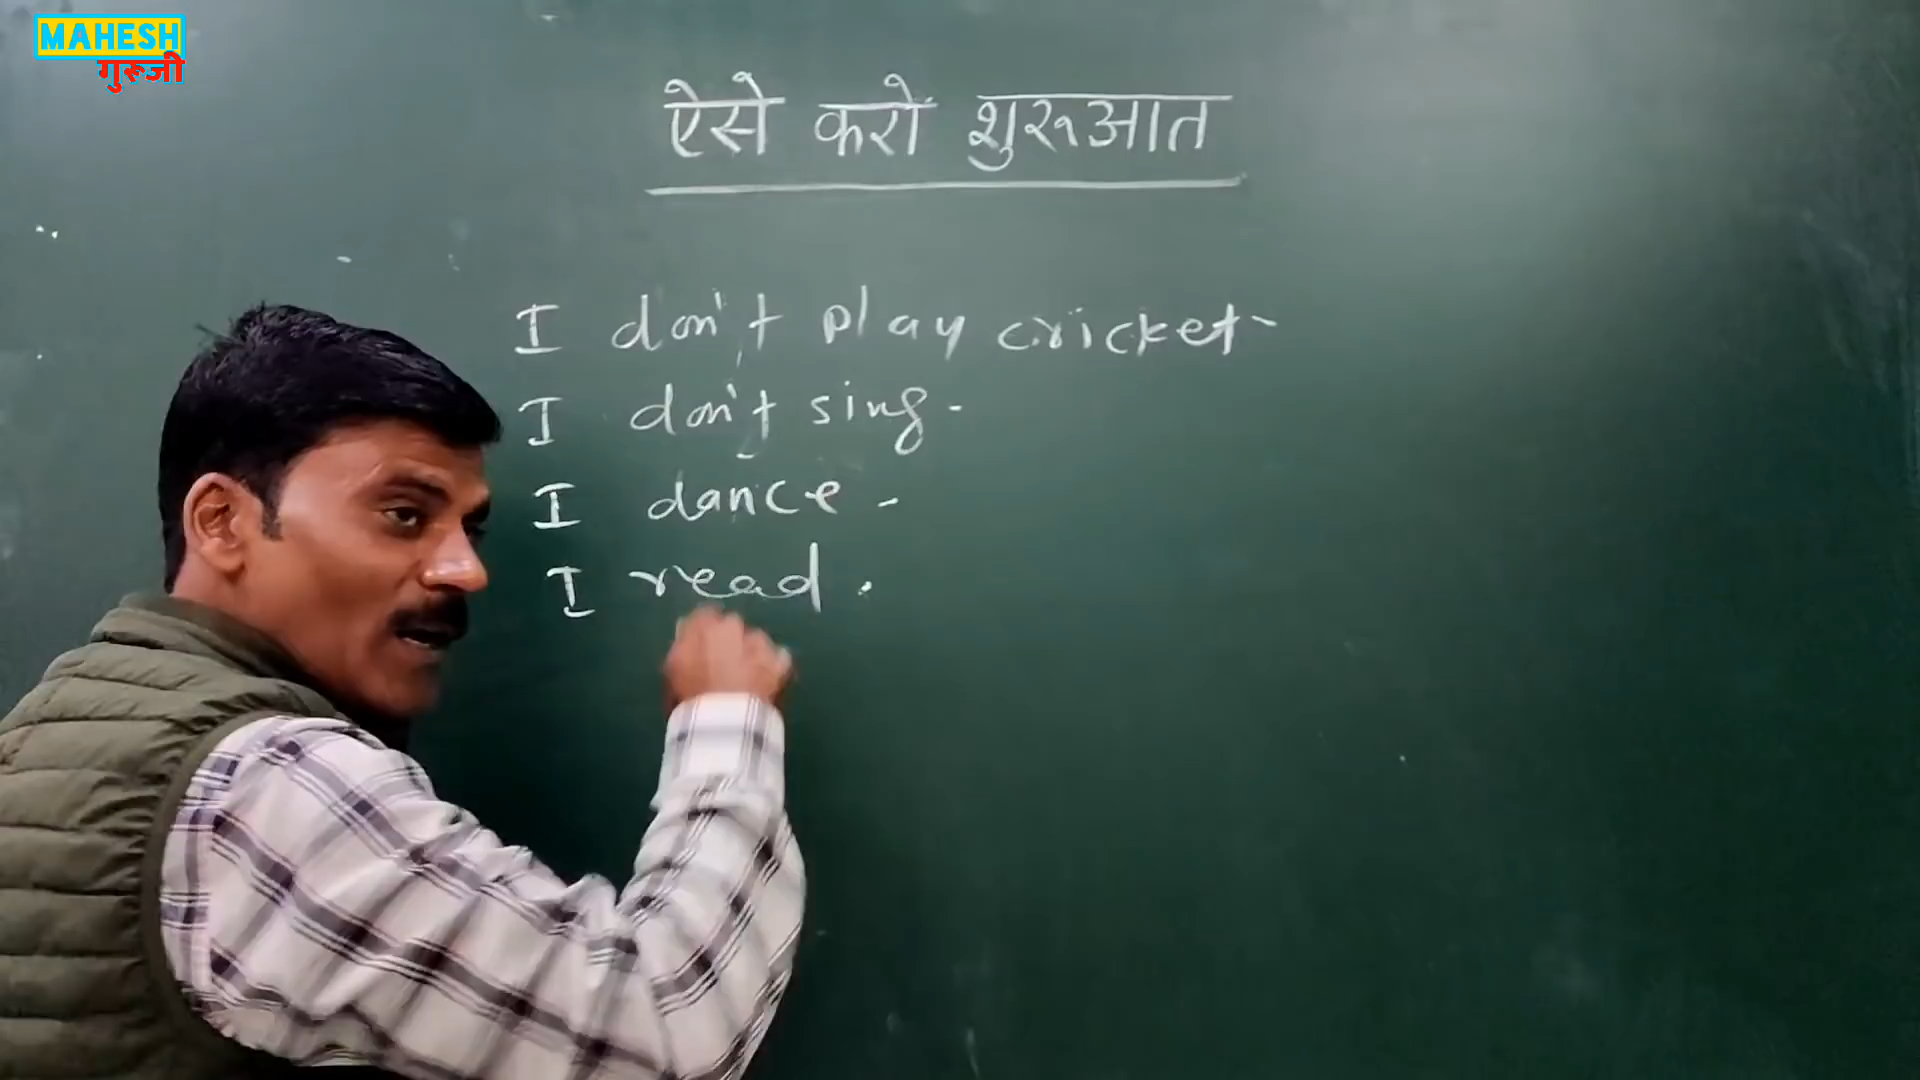 MAHESH
गुरूजी
ऐसे करों शुरूआत
I don't play cricket.
I don't sing.
I dance.
I read.